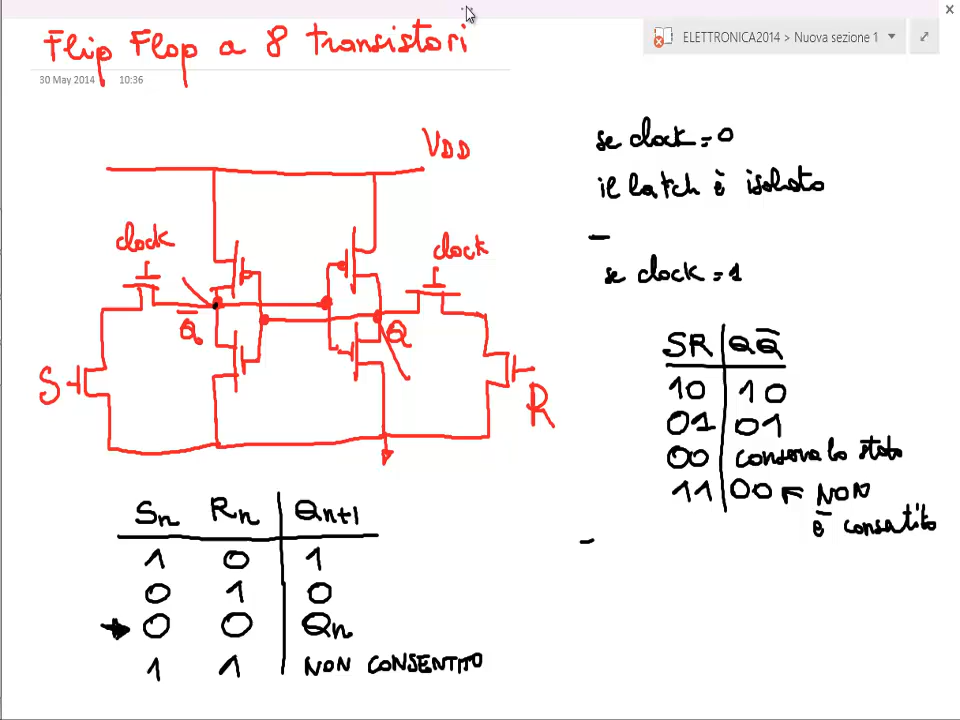 Flip Flop a 8 transistori
ELETTRONICA2014 > Nuova sezione 1
30 May 2014 10:36
VDD
clock
clock
Q̅
Q
S
R
se clock = 0
il latch è isolato
se clock = 1
SR Q Q̅
10 10
01 01
00 conserva lo stato
11 00 NON
è consetito
Sn Rn Qn+1
1 0 1
0 1 0
0 0 Qn
1 1 NON CONSENTITO